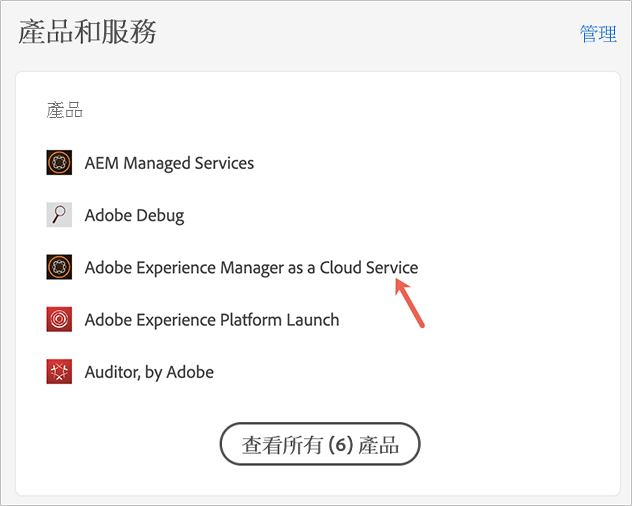 產品和服務
管理
產品
AEM Managed Services
Adobe Debug
Adobe Experience Manager as a Cloud Service
Adobe Experience Platform Launch
Auditor, by Adobe
查看所有 (6) 產品